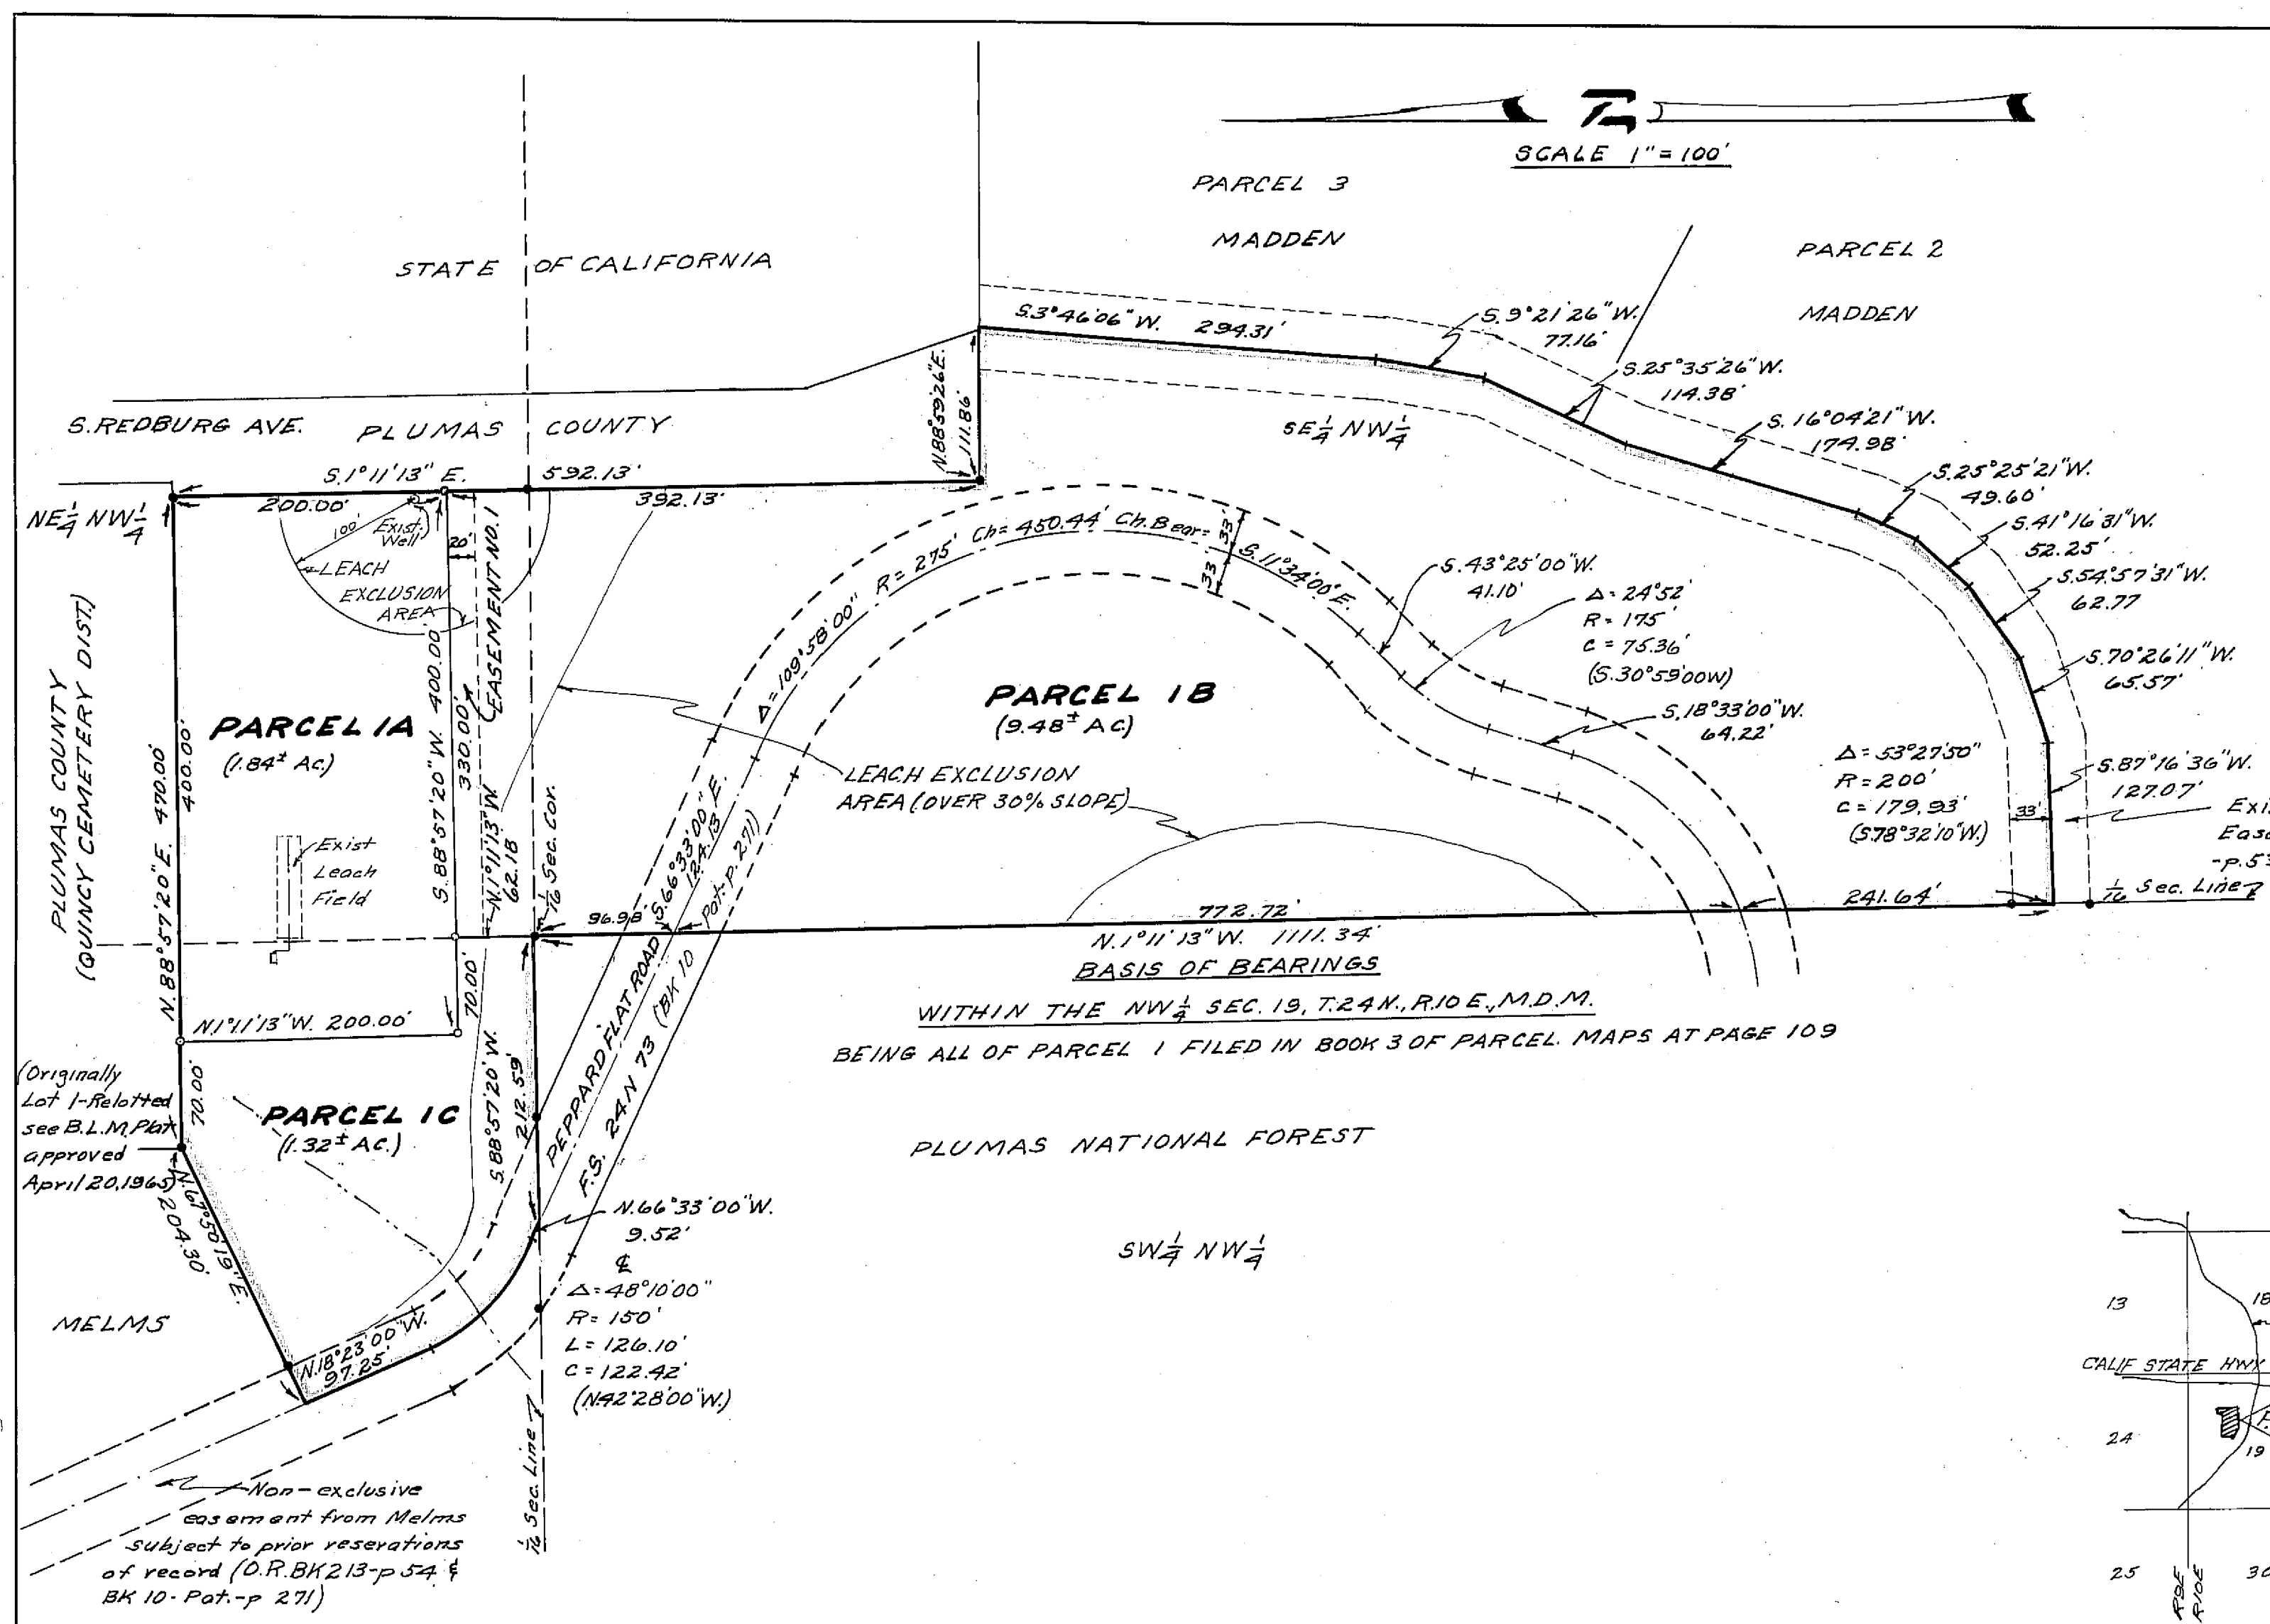 SCALE 1"=100'
PARCEL 3
MADDEN
PARCEL 2
MADDEN
STATE OF CALIFORNIA
S.3°46'06"W. 294.31'
S.9°21'26"W.
77.16'
S.25°35'26"W.
114.38'
S.16°04'21"W.
174.98'
S.25°25'21"W.
49.60'
S.41°16'31"W.
52.25'
S.54°57'31"W.
62.77
S.70°26'11"W.
65.57'
S.87°16'36"W.
127.07'
33'
N.88°59'26"E.
111.86'
S.REDBURG AVE.
PLUMAS COUNTY
S.1°11'13" E. 592.13'
200.00'
392.13'
NE¼ NW¼
SE¼ NW¼
100'
Exist.
Well
20'
LEACH
EXCLUSION
AREA
EASEMENT NO.1
Δ=109°58'00" R=275' Ch=450.44' Ch.Bear=
S.11°34'00"E.
33'
33
S.43°25'00"W.
41.10'
Δ=24°52'
R=175'
C=75.36'
(S.30°59'00W)
S.18°33'00"W.
64.22'
Δ=53°27'50"
R=200'
C=179.93'
(S78°32'10"W.)
PLUMAS COUNTY
(QUINCY CEMETERY DIST.)
N.88°57'20"E. 470.00'
400.00'
PARCEL 1A
(1.84± AC.)
S.88°57'20"W. 400.00'
330.00'
N.1°11'13"W
62.18
1/16 Sec. Cor.
Exist
Leach
Field
PARCEL 1B
(9.48± AC)
LEACH EXCLUSION
AREA (OVER 30% SLOPE)
S.66°33'00"E.
124.13'
96.98'
772.72'
241.64'
1/16 Sec. Line
N.1°11'13"W. 1111.34'
BASIS OF BEARINGS
WITHIN THE NW¼ SEC. 19, T.24N., R.10E., M.D.M.
BEING ALL OF PARCEL 1 FILED IN BOOK 3 OF PARCEL MAPS AT PAGE 109
N.1°11'13"W. 200.00'
70.00'
70.00'
(Originally
Lot 1-Relotted
see B.L.M. Plat
approved
April 20, 1965)
PARCEL 1C
(1.32± AC.)
S.88°57'20"W.
212.59'
PEPPARD FLAT ROAD
F.S. 24N73 (BK 10
Pat.-p.271)
N.67°50'19"E.
204.30'
MELMS
N.18°23'00"W.
97.25'
N.66°33'00"W.
9.52'
℄
Δ=48°10'00"
R=150'
L=126.10'
C=122.42'
(N42°28'00"W.)
1/16 Sec. Line
PLUMAS NATIONAL FOREST
SW¼ NW¼
Non-exclusive
easement from Melms
subject to prior reserations
of record (O.R.BK213-p54 &
BK 10-Pat.-p 271)
13
18
CALIF STATE HWY
24
19
25
R9E
R10E